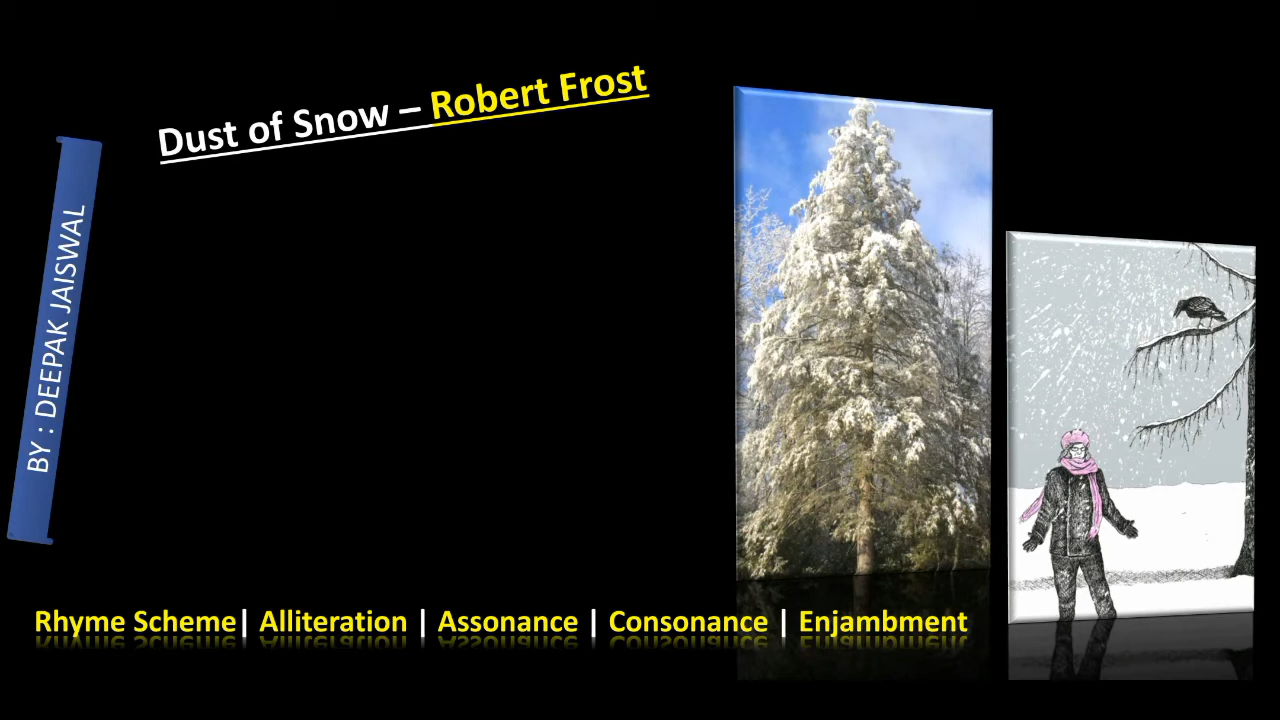 Dust of Snow – Robert Frost
BY : DEEPAK JAISWAL
Rhyme Scheme| Alliteration | Assonance | Consonance | Enjambment